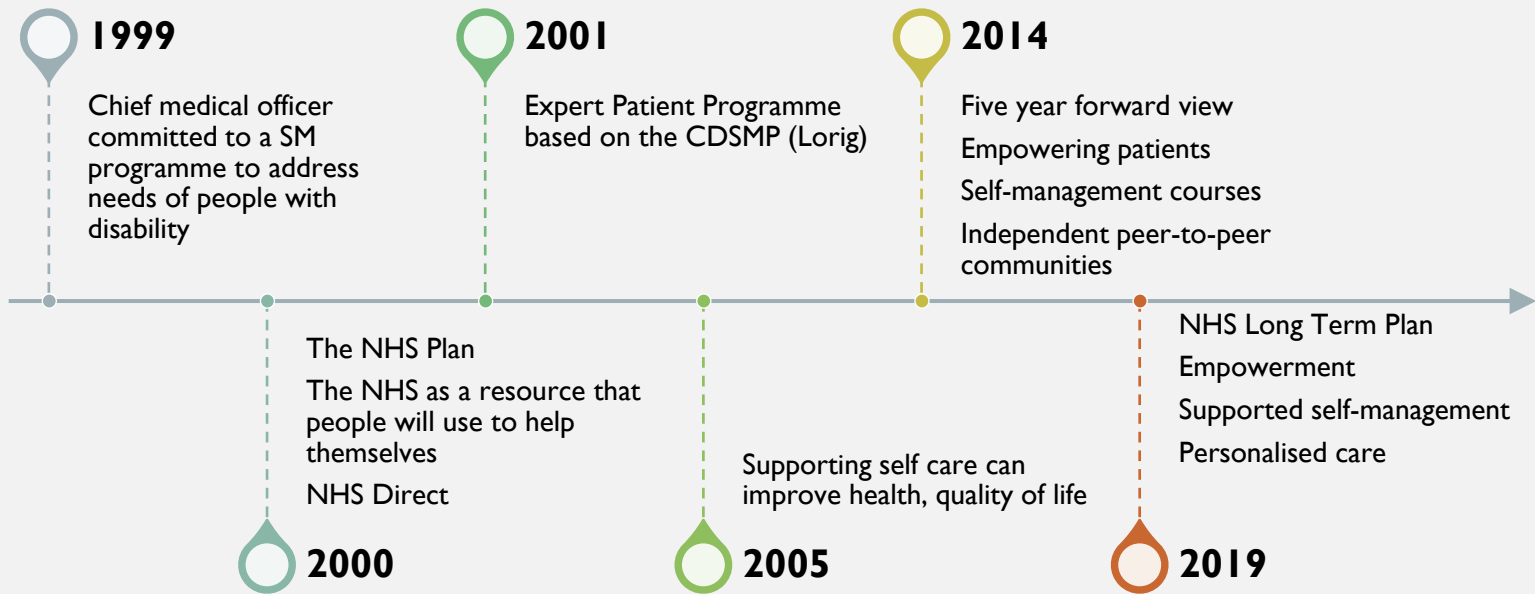 1999
Chief medical officer
committed to a SM
programme to address
needs of people with
disability
2001
Expert Patient Programme
based on the CDSMP (Lorig)
2014
Five year forward view
Empowering patients
Self-management courses
Independent peer-to-peer
communities
The NHS Plan
The NHS as a resource that
people will use to help
themselves
NHS Direct
2000
Supporting self care can
improve health, quality of life
2005
NHS Long Term Plan
Empowerment
Supported self-management
Personalised care
2019